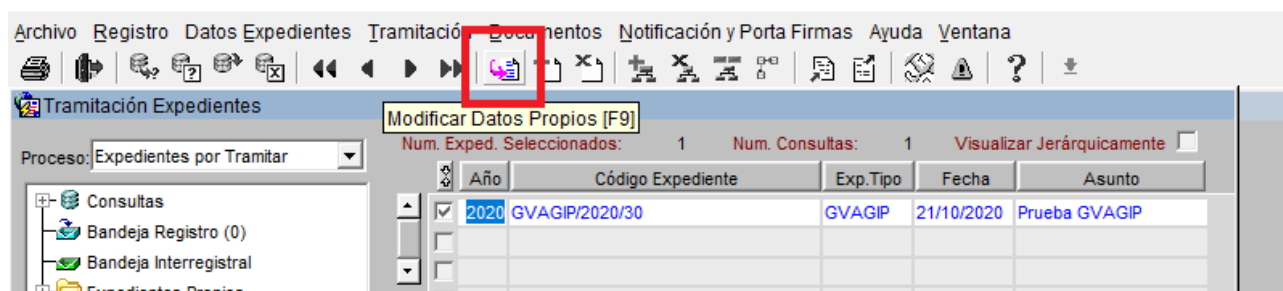 Archivo Registro Datos Expedientes Tramitación Documentos Notificación y Porta Firmas Ayuda Ventana
Tramitación Expedientes
Modificar Datos Propios [F9]
Proceso: Expedientes por Tramitar
Num. Exped. Seleccionados: 1 Num. Consultas: 1 Visualizar Jerárquicamente
Año Código Expediente Exp.Tipo Fecha Asunto
2020 GVAGIP/2020/30 GVAGIP 21/10/2020 Prueba GVAGIP
Consultas
Bandeja Registro (0)
Bandeja Interregistral
Expedientes Propios